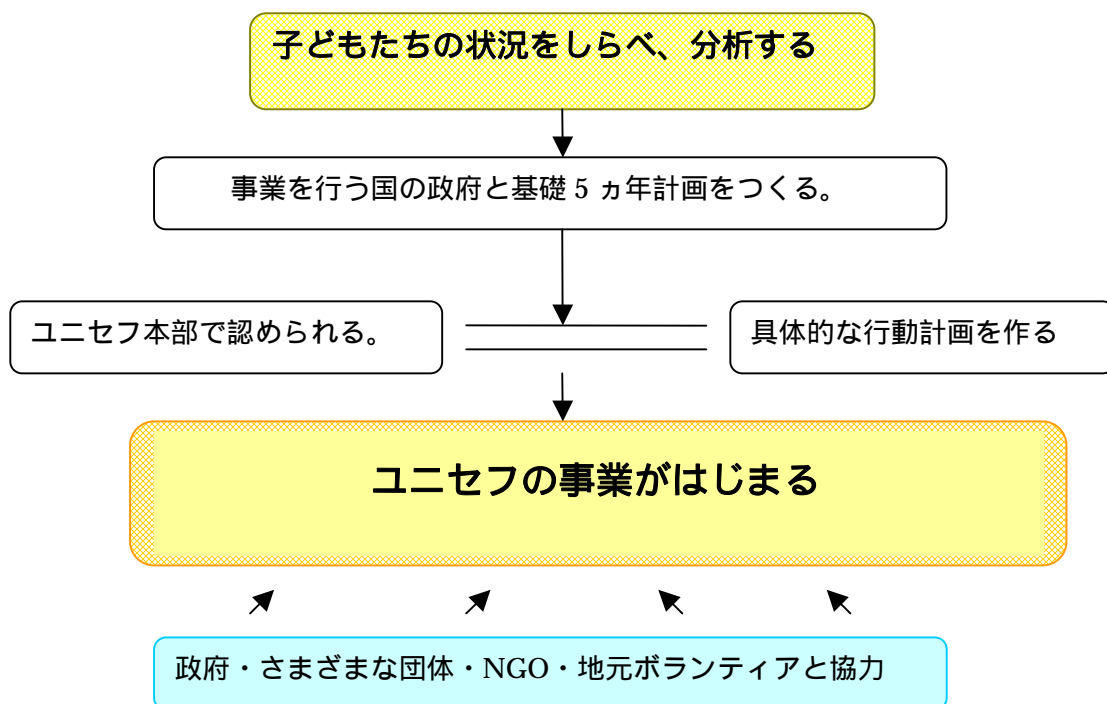 子どもたちの状況をしらべ、分析する
事業を行う国の政府と基礎 5 ヵ年計画をつくる。
ユニセフ本部で認められる。
具体的な行動計画を作る
ユニセフの事業がはじまる
政府・さまざまな団体・NGO・地元ボランティアと協力